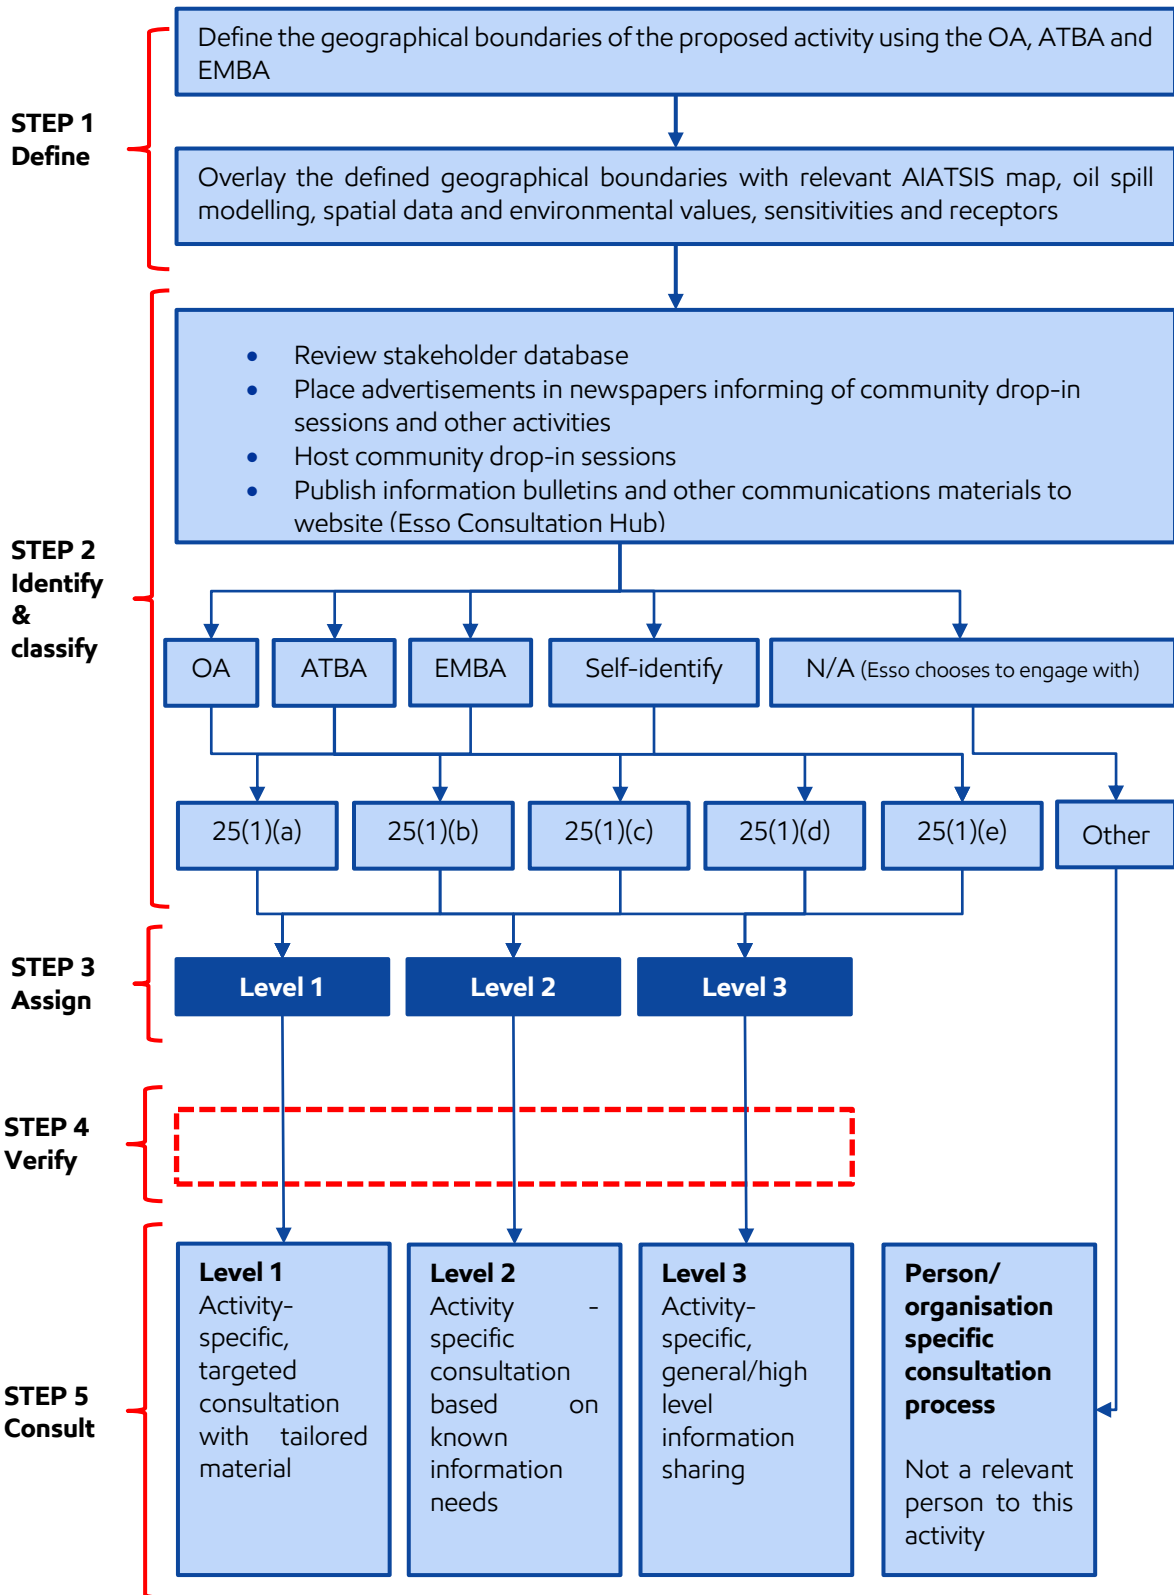 Define the geographical boundaries of the proposed activity using the OA, ATBA and
EMBA
STEP 1
Define
Overlay the defined geographical boundaries with relevant AIATSIS map, oil spill
modelling, spatial data and environmental values, sensitivities and receptors
• Review stakeholder database
• Place advertisements in newspapers informing of community drop-in
sessions and other activities
• Host community drop-in sessions
• Publish information bulletins and other communications materials to
website (Esso Consultation Hub)
STEP 2
Identify
&
classify
OA
ATBA
EMBA
Self-identify
N/A (Esso chooses to engage with)
25(1)(a)
25(1)(b)
25(1)(c)
25(1)(d)
25(1)(e)
Other
STEP 3
Assign
Level 1
Level 2
Level 3
STEP 4
Verify
STEP 5
Consult
Level 1
Activity-
specific,
targeted
consultation
with tailored
material
Level 2
Activity -
specific
consultation
based on
known
information
needs
Level 3
Activity-
specific,
general/high
level
information
sharing
Person/
organisation
specific
consultation
process
Not a relevant
person to this
activity